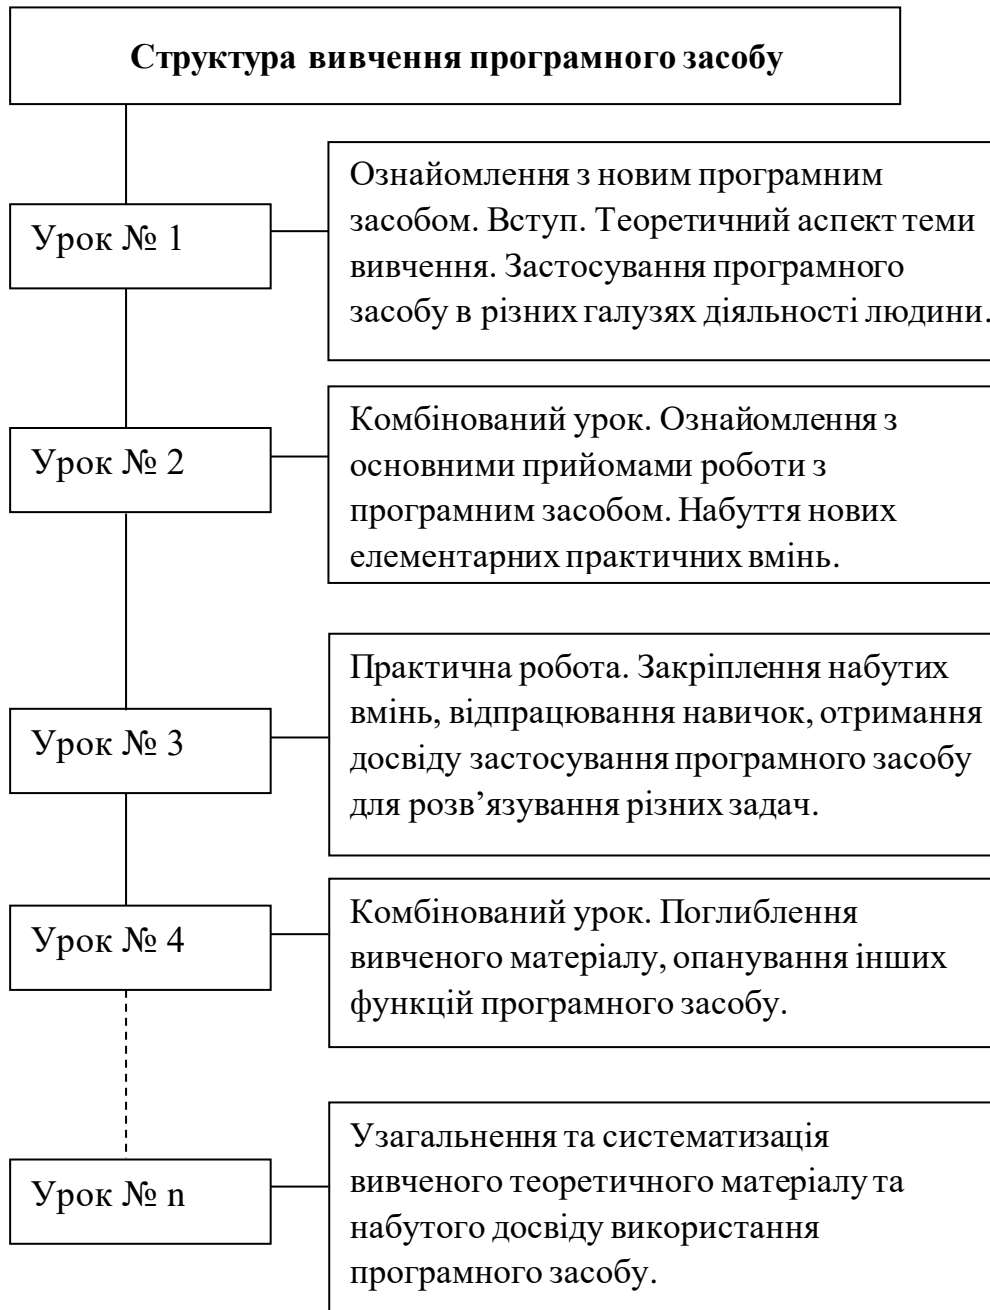 Структура вивчення програмного засобу
Урок № 1
Ознайомлення з новим програмним
засобом. Вступ. Теоретичний аспект теми
вивчення. Застосування програмного
засобу в різних галузях діяльності людини.
Урок № 2
Комбінований урок. Ознайомлення з
основними прийомами роботи з
програмним засобом. Набуття нових
елементарних практичних вмінь.
Урок № 3
Практична робота. Закріплення набутих
вмінь, відпрацювання навичок, отримання
досвіду застосування програмного засобу
для розв’язування різних задач.
Урок № 4
Комбінований урок. Поглиблення
вивченого матеріалу, опанування інших
функцій програмного засобу.
Урок № n
Узагальнення та систематизація
вивченого теоретичного матеріалу та
набутого досвіду використання
програмного засобу.